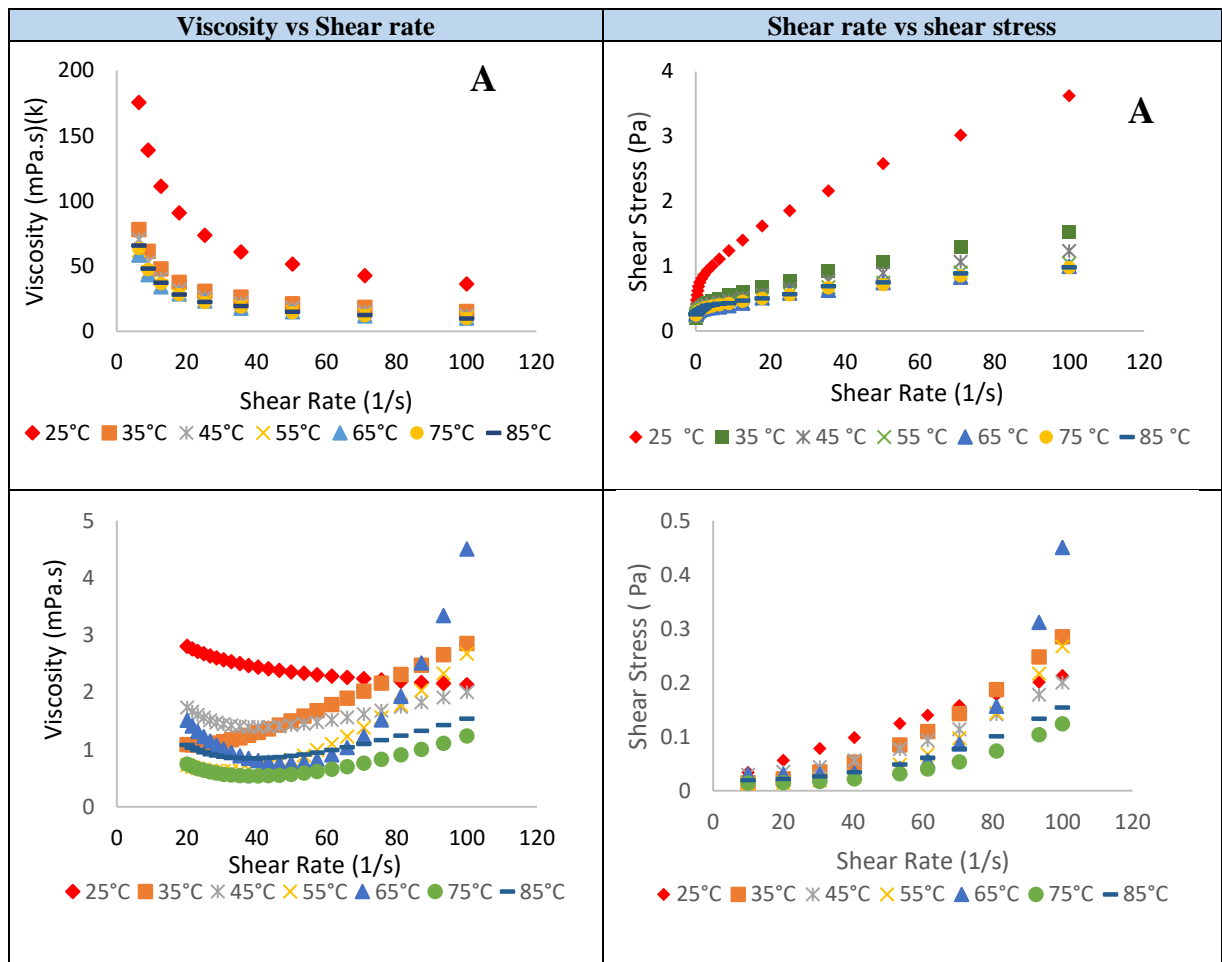 Viscosity vs Shear rate
Shear rate vs shear stress
A
Viscosity (mPa.s)(k)
200
150
100
50
0
0 20 40 60 80 100 120
Shear Rate (1/s)
25°C 35°C 45°C 55°C 65°C 75°C 85°C
A
Shear Stress (Pa)
4
3
2
1
0
0 20 40 60 80 100 120
Shear Rate (1/s)
25 °C 35 °C 45 °C 55 °C 65 °C 75 °C 85 °C
Viscosity (mPa.s)
5
4
3
2
1
0
0 20 40 60 80 100 120
Shear Rate (1/s)
25°C 35°C 45°C 55°C 65°C 75°C 85°C
Shear Stress ( Pa)
0.5
0.4
0.3
0.2
0.1
0
0 20 40 60 80 100 120
Shear Rate (1/s)
25°C 35°C 45°C 55°C 65°C 75°C 85°C